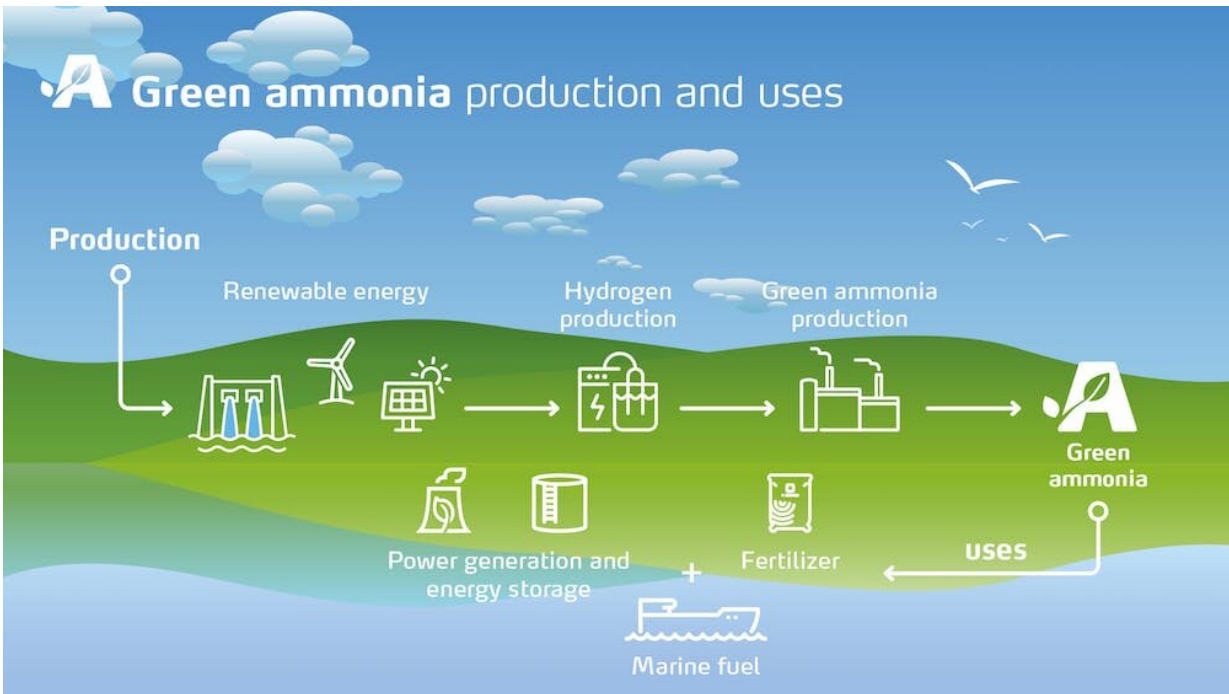 Green ammonia production and uses
Production
Renewable energy
Hydrogen
production
Green ammonia
production
Green
ammonia
uses
Power generation and
energy storage
+
Fertilizer
Marine fuel